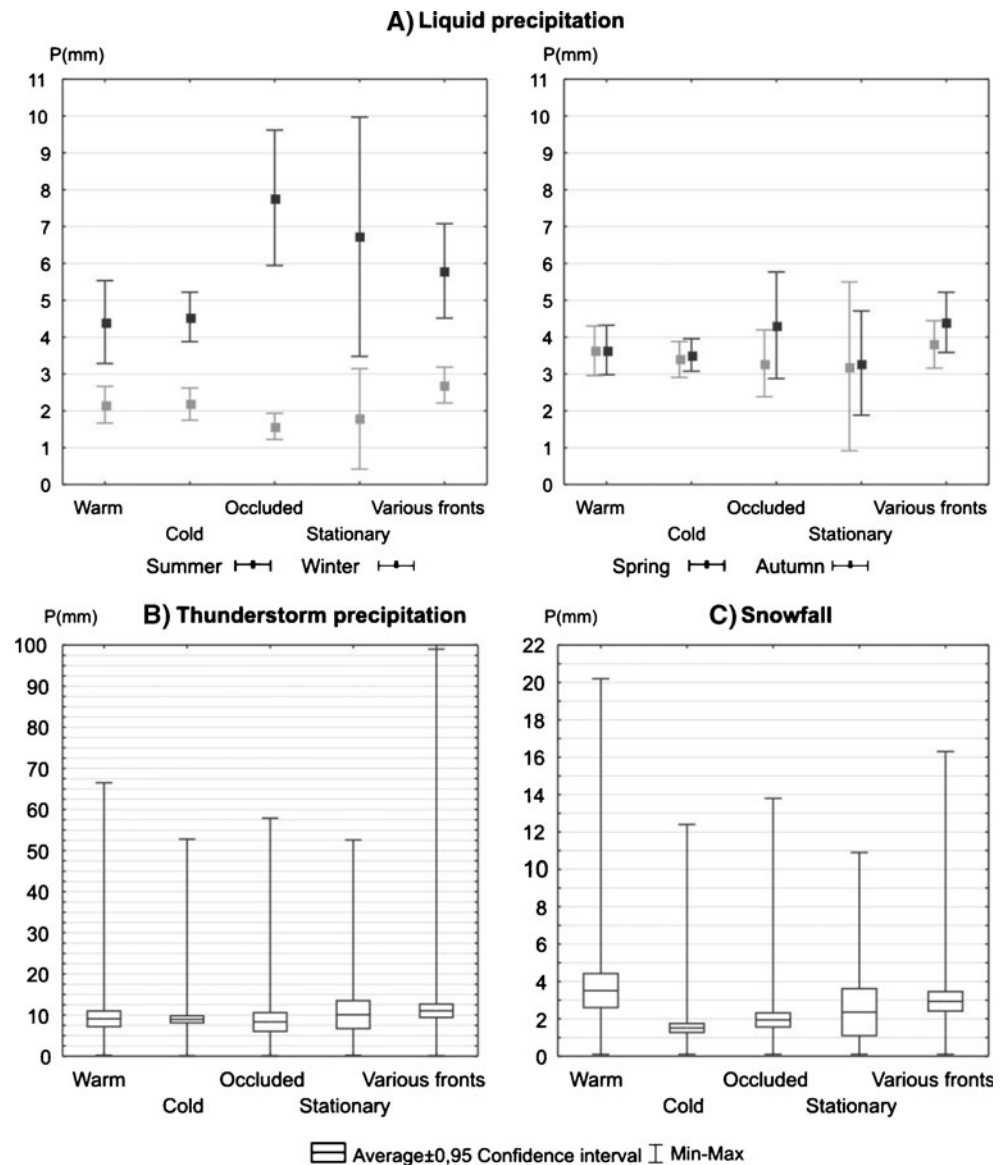 A) Liquid precipitation
P(mm)
11
10
9
8
7
6
5
4
3
2
1
0
Warm
Cold
Occluded
Stationary
Various fronts
Summer
Winter
P(mm)
11
10
9
8
7
6
5
4
3
2
1
0
Warm
Cold
Occluded
Stationary
Various fronts
Spring
Autumn
B) Thunderstorm precipitation
P(mm)
100
90
80
70
60
50
40
30
20
10
0
Warm
Cold
Occluded
Stationary
Various fronts
C) Snowfall
P(mm)
22
20
18
16
14
12
10
8
6
4
2
0
Warm
Cold
Occluded
Stationary
Various fronts
Average±0,95 Confidence interval
Min-Max